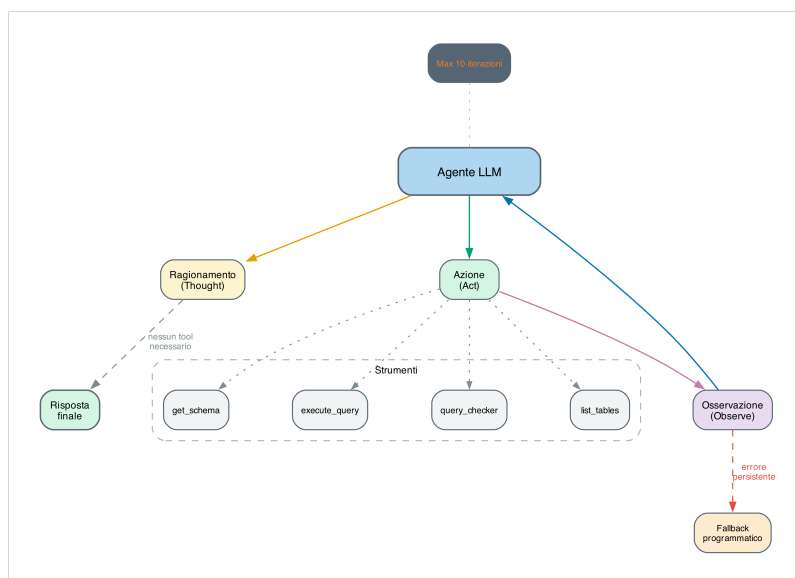 Max 10 iterazioni
Agente LLM
Ragionamento
(Thought)
Azione
(Act)
nessun tool
necessario
Strumenti
Risposta
finale
get_schema
execute_query
query_checker
list_tables
Osservazione
(Observe)
errore
persistente
Fallback
programmatico